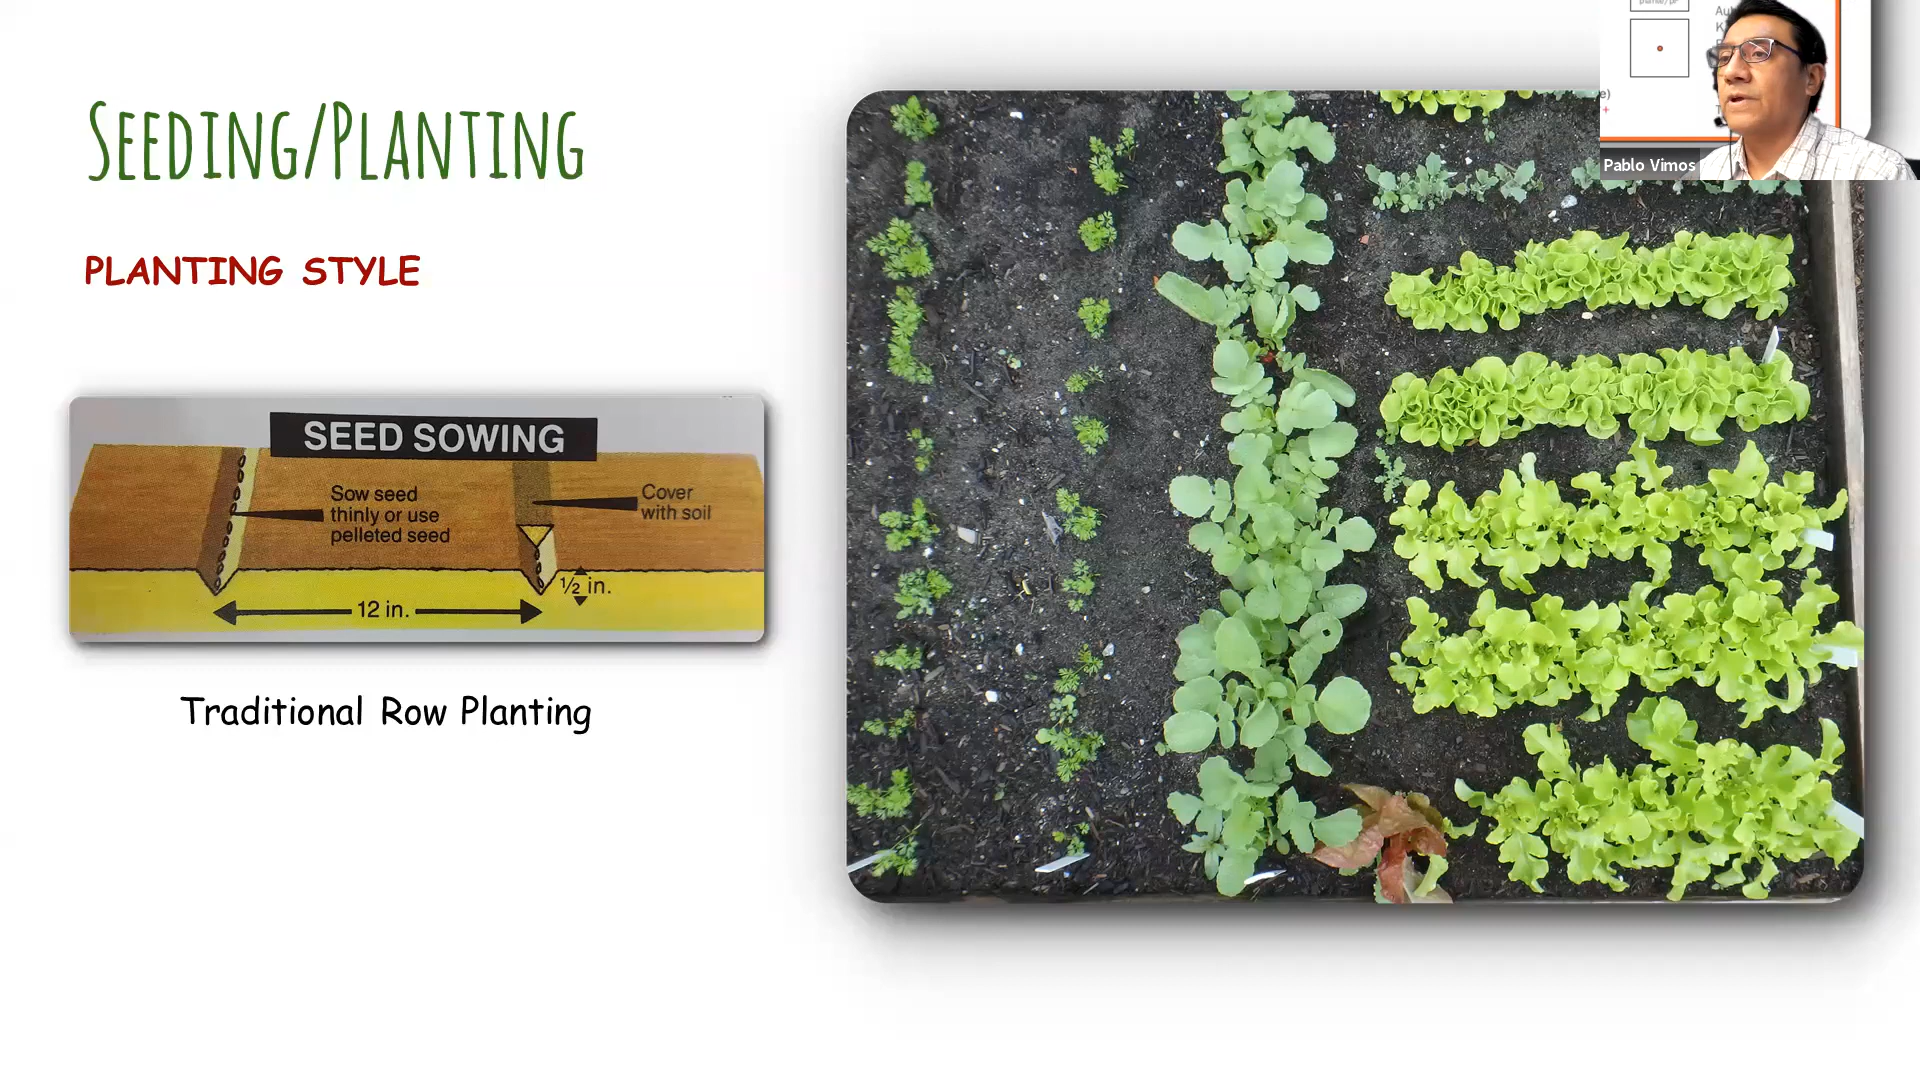 SEEDING/PLANTING
PLANTING STYLE
SEED SOWING
Sow seed
thinly or use
pelleted seed
Cover
with soil
½ in.
12 in.
Traditional Row Planting
Pablo Vimos